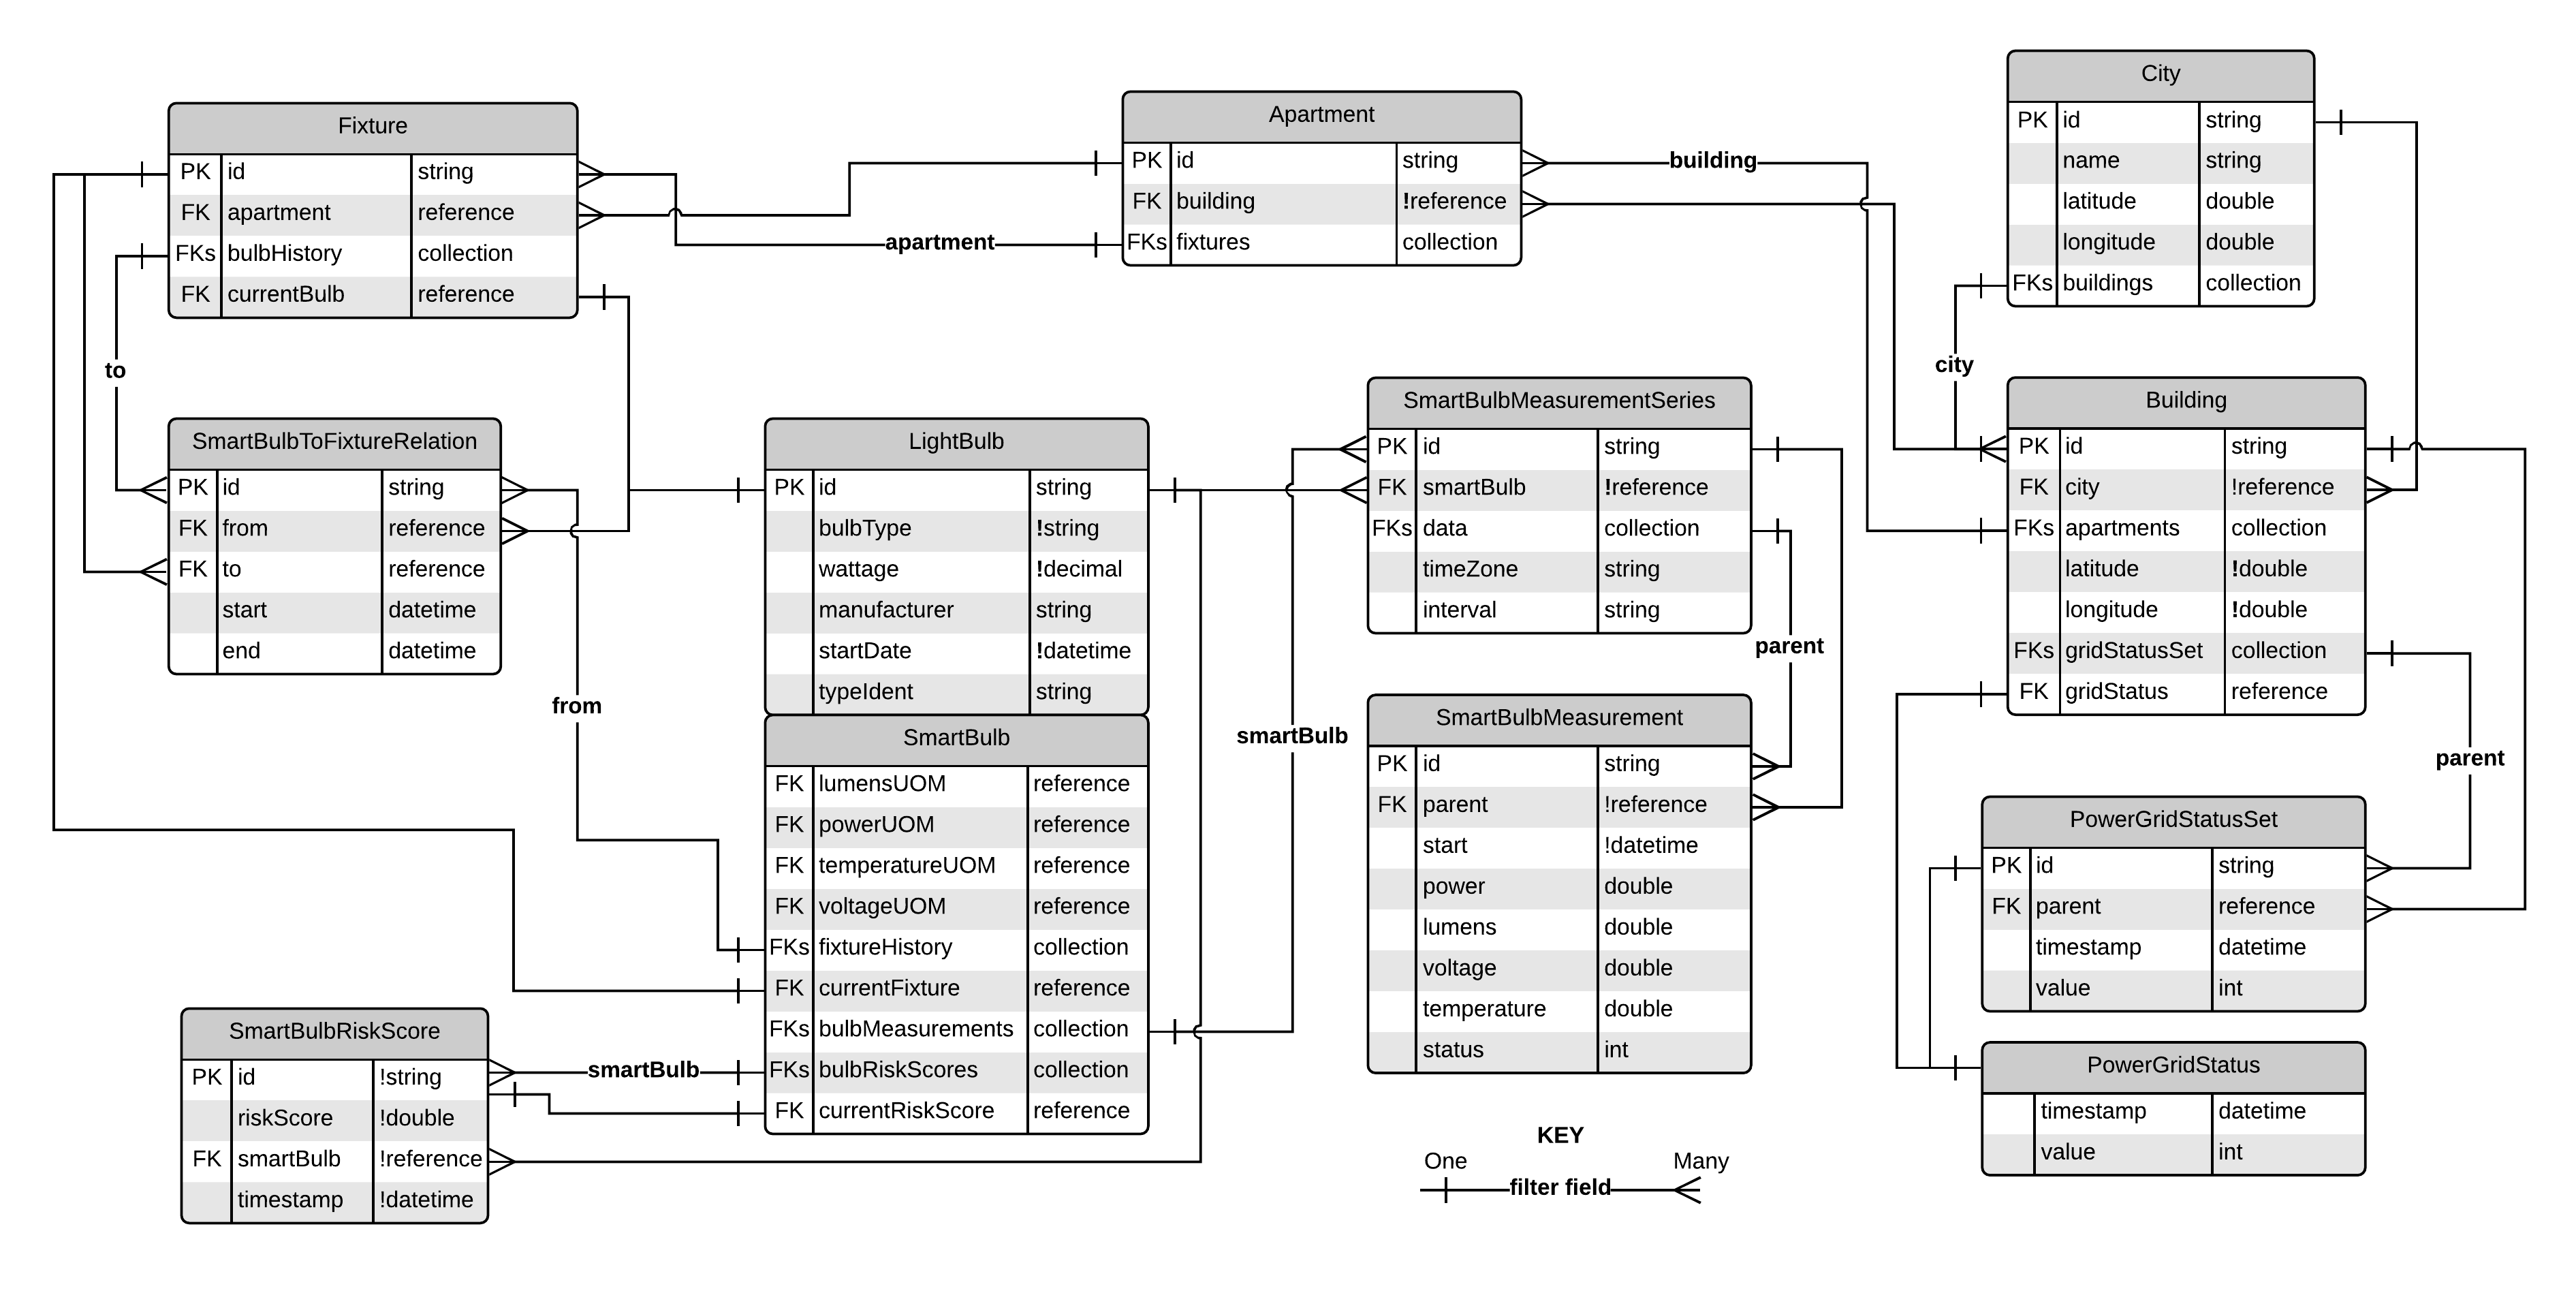 Fixture
PK id string
FK apartment reference
FKs bulbHistory collection
FK currentBulb reference
apartment
Apartment
PK id string
FK building !reference
FKs fixtures collection
building
City
PK id string
name string
latitude double
longitude double
FKs buildings collection
city
to
SmartBulbToFixtureRelation
PK id string
FK from reference
FK to reference
start datetime
end datetime
from
LightBulb
PK id string
bulbType !string
wattage !decimal
manufacturer string
startDate !datetime
typeIdent string
SmartBulb
FK lumensUOM reference
FK powerUOM reference
FK temperatureUOM reference
FK voltageUOM reference
FKs fixtureHistory collection
FK currentFixture reference
FKs bulbMeasurements collection
FKs bulbRiskScores collection
FK currentRiskScore reference
smartBulb
SmartBulbMeasurementSeries
PK id string
FK smartBulb !reference
FKs data collection
timeZone string
interval string
parent
SmartBulbMeasurement
PK id string
FK parent !reference
start !datetime
power double
lumens double
voltage double
temperature double
status int
Building
PK id string
FK city !reference
FKs apartments collection
latitude !double
longitude !double
FKs gridStatusSet collection
FK gridStatus reference
parent
PowerGridStatusSet
PK id string
FK parent reference
timestamp datetime
value int
PowerGridStatus
timestamp datetime
value int
SmartBulbRiskScore
PK id !string
riskScore !double
FK smartBulb !reference
timestamp !datetime
smartBulb
KEY
One Many
filter field